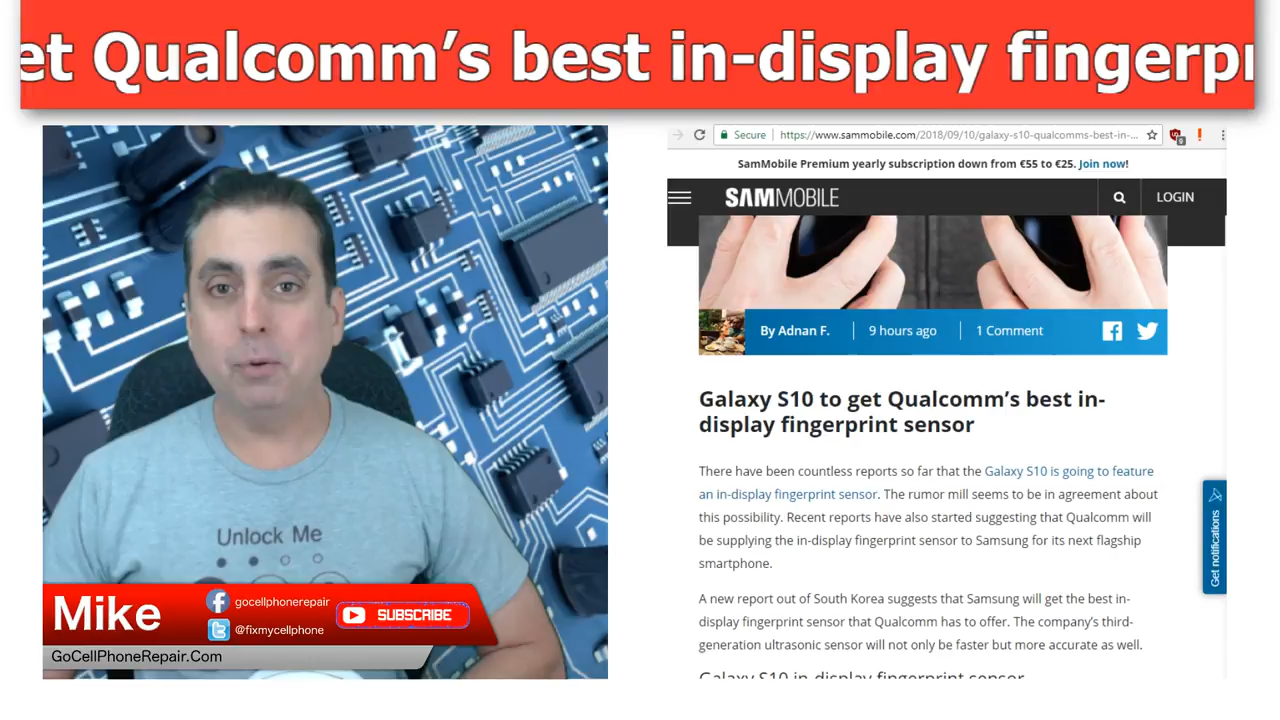 et Qualcomm's best in-display fingerpr
Secure https://www.sammobile.com/2018/09/10/galaxy-s10-qualcomms-best-in-...
9
SamMobile Premium yearly subscription down from €55 to €25. Join now!
SAMMOBILE
LOGIN
By Adnan F. 9 hours ago 1 Comment
Galaxy S10 to get Qualcomm's best in-
display fingerprint sensor
There have been countless reports so far that the Galaxy S10 is going to feature
an in-display fingerprint sensor. The rumor mill seems to be in agreement about
this possibility. Recent reports have also started suggesting that Qualcomm will
be supplying the in-display fingerprint sensor to Samsung for its next flagship
smartphone.
A new report out of South Korea suggests that Samsung will get the best in-
display fingerprint sensor that Qualcomm has to offer. The company's third-
generation ultrasonic sensor will not only be faster but more accurate as well.
Galaxy S10 in-display fingerprint sensor
Get notifications
Unlock Me
Mike
gocellphonerepair
@fixmycellphone
SUBSCRIBE
GoCellPhoneRepair.Com